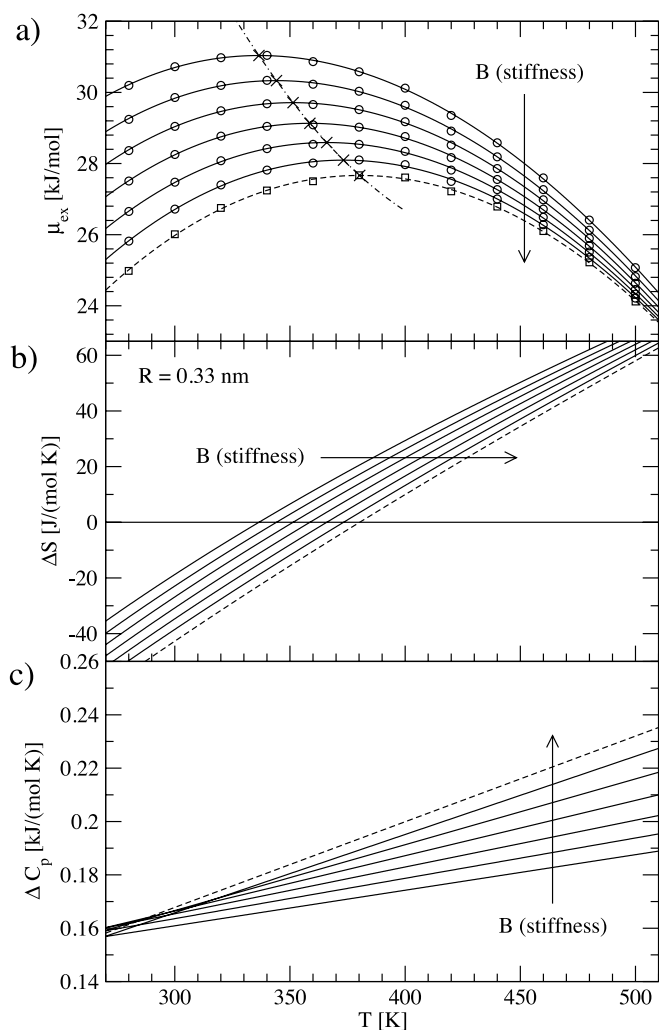 a)
32
30
28
26
24
μex [kJ/mol]
B (stiffness)
b)
60
40
20
0
-20
-40
ΔS [J/(mol K)]
R = 0.33 nm
B (stiffness)
c)
0.26
0.24
0.22
0.2
0.18
0.16
0.14
Δ Cp [kJ/(mol K)]
B (stiffness)
300 350 400 450 500
T [K]